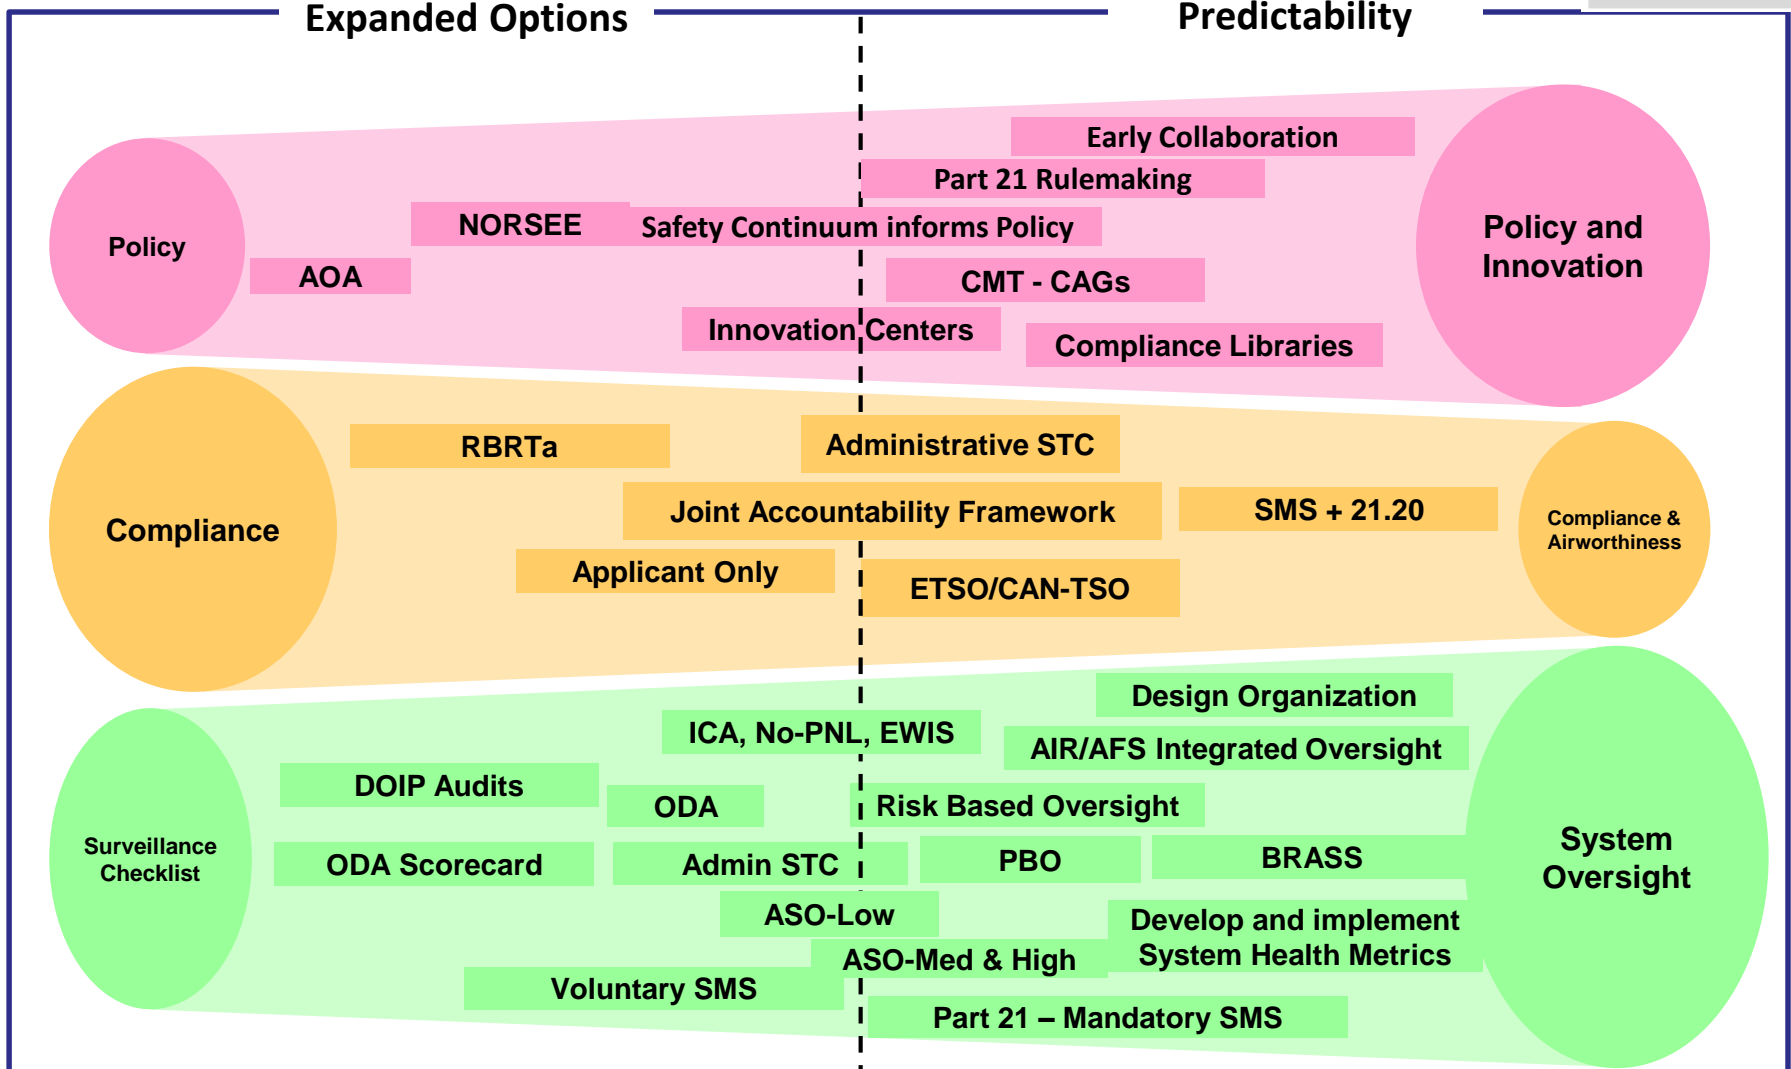 Expanded Options
Predictability
Early Collaboration
Part 21 Rulemaking
NORSEE
Safety Continuum informs Policy
Policy
AOA
CMT - CAGs
Innovation Centers
Compliance Libraries
Policy and
Innovation
RBRTa
Administrative STC
Joint Accountability Framework
SMS + 21.20
Compliance
Applicant Only
ETSO/CAN-TSO
Compliance &
Airworthiness
Design Organization
ICA, No-PNL, EWIS
AIR/AFS Integrated Oversight
DOIP Audits
ODA
Risk Based Oversight
Surveillance
Checklist
ODA Scorecard
Admin STC
PBO
BRASS
System
Oversight
ASO-Low
Develop and implement
System Health Metrics
ASO-Med & High
Voluntary SMS
Part 21 – Mandatory SMS